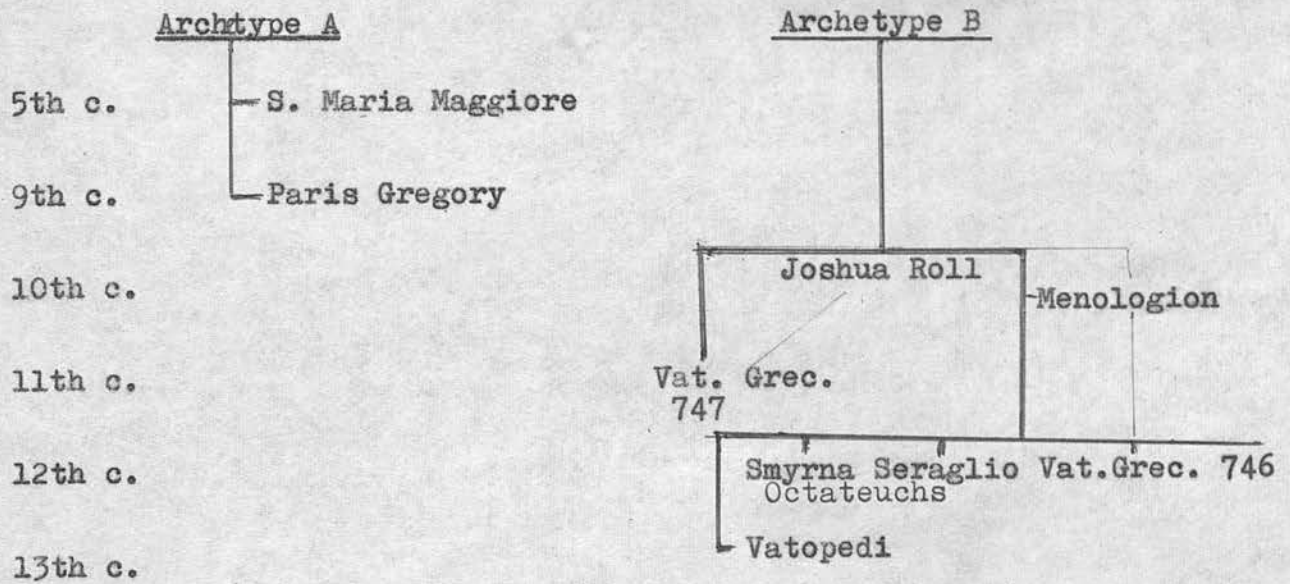 Archtype A Archetype B
5th c. S. Maria Maggiore
9th c. Paris Gregory
Joshua Roll
10th c. Menologion
11th c. Vat. Grec.
747
12th c. Smyrna Seraglio Vat.Grec. 746
Octateuchs
Vatopedi
13th c.